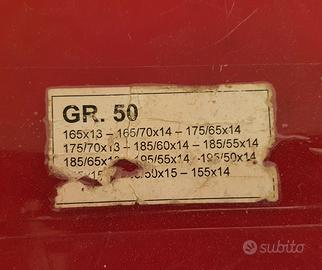 GR. 50
165x13 – 165/70x14 – 175/65x14
175/70x13 – 185/60x14 – 185/55x14
185/65x13 195/55x14 –195/50x14
50x15 – 155x14
subito